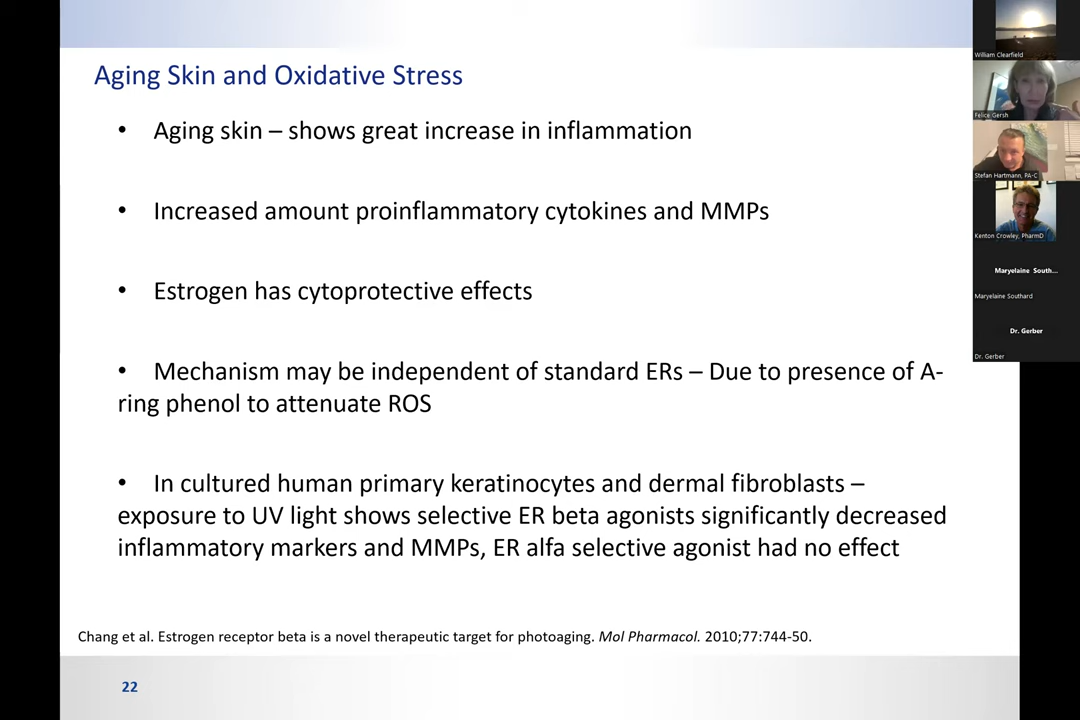 Aging Skin and Oxidative Stress
• Aging skin – shows great increase in inflammation
• Increased amount proinflammatory cytokines and MMPs
• Estrogen has cytoprotective effects
• Mechanism may be independent of standard ERs – Due to presence of A-
ring phenol to attenuate ROS
• In cultured human primary keratinocytes and dermal fibroblasts –
exposure to UV light shows selective ER beta agonists significantly decreased
inflammatory markers and MMPs, ER alfa selective agonist had no effect
Chang et al. Estrogen receptor beta is a novel therapeutic target for photoaging. Mol Pharmacol. 2010;77:744-50.
22
William Clearfield
Felice Gersh
Stefan Hartmann, PA-C
Kenton Crowley, PharmD
Maryelaine South...
Maryelaine Southard
Dr. Gerber
Dr. Gerber